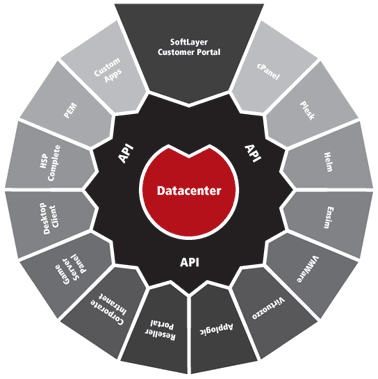 SoftLayer
Customer Portal
cPanel
Plesk
Helm
Ensim
VMWare
Virtuozzo
Applogic
Reseller
Portal
Corporate
Intranet
Game
Server
Panel
Desktop
Client
HSP
Complete
PEM
Custom
Apps
API
API
API
Datacenter